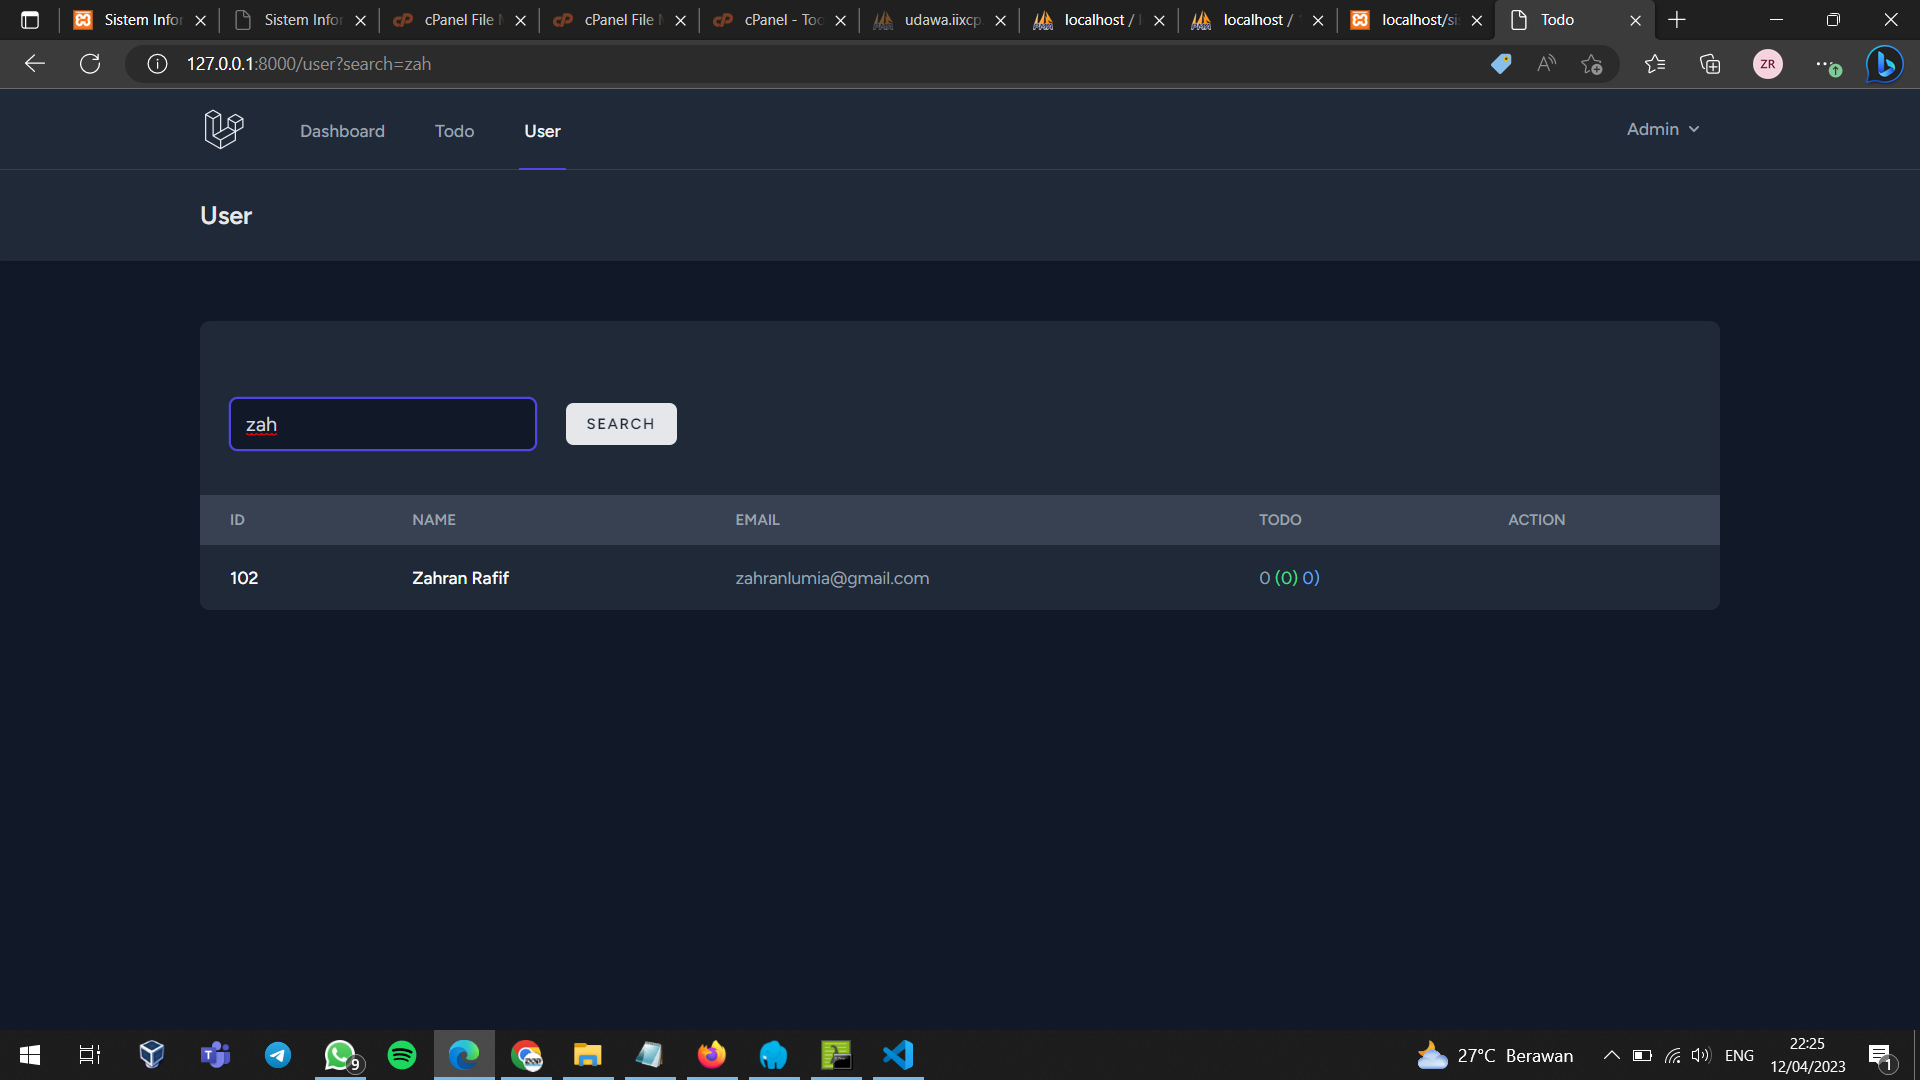 Sistem Infor
Sistem Infor
cPanel File M
cPanel File M
cPanel - Too
udawa.iixcp.
localhost /
localhost /
localhost/si
Todo
127.0.0.1:8000/user?search=zah
ZR
Dashboard
Todo
User
Admin
User
zah
SEARCH
ID NAME EMAIL TODO ACTION
102 Zahran Rafif zahranlumia@gmail.com 0 (0) 0)
9
27°C Berawan
ENG
22:25
12/04/2023
1